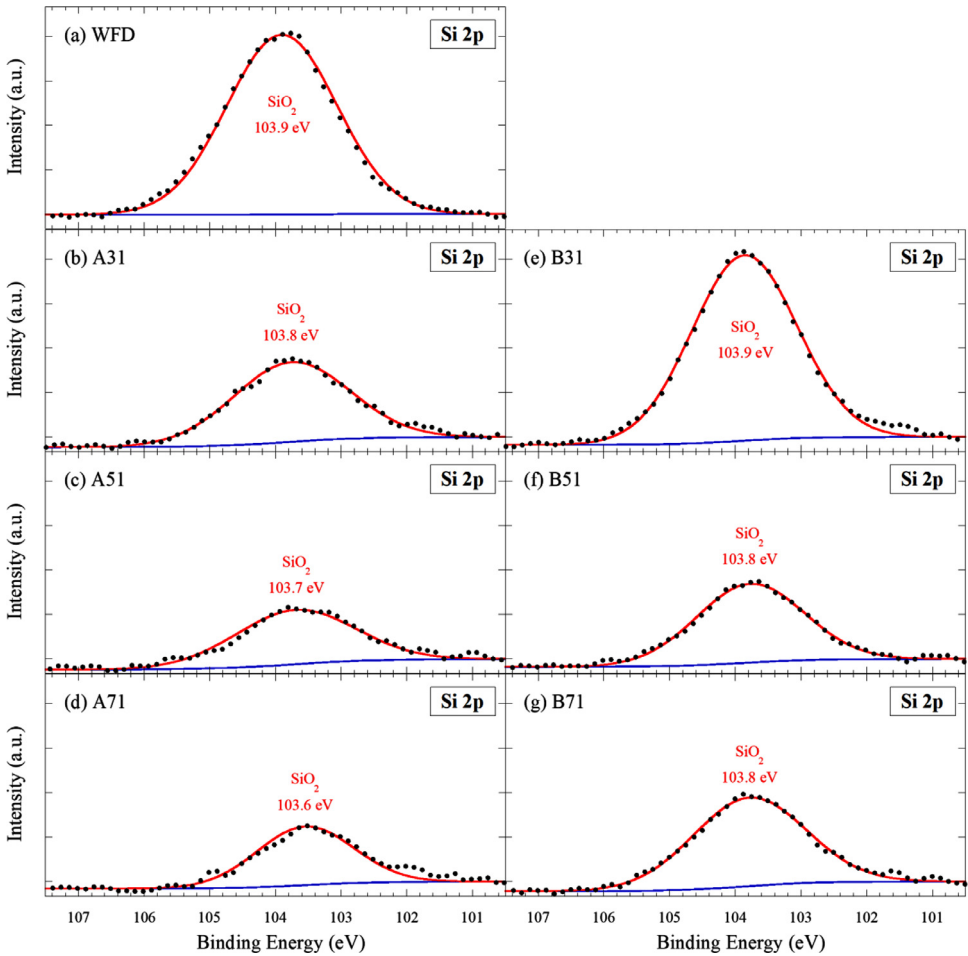 (a) WFD
Si 2p
SiO2
103.9 eV
Intensity (a.u.)
(b) A31
Si 2p
SiO2
103.8 eV
Intensity (a.u.)
(e) B31
Si 2p
SiO2
103.9 eV
(c) A51
Si 2p
SiO2
103.7 eV
Intensity (a.u.)
(f) B51
Si 2p
SiO2
103.8 eV
(d) A71
Si 2p
SiO2
103.6 eV
Intensity (a.u.)
(g) B71
Si 2p
SiO2
103.8 eV
107 106 105 104 103 102 101
107 106 105 104 103 102 101
Binding Energy (eV)
Binding Energy (eV)